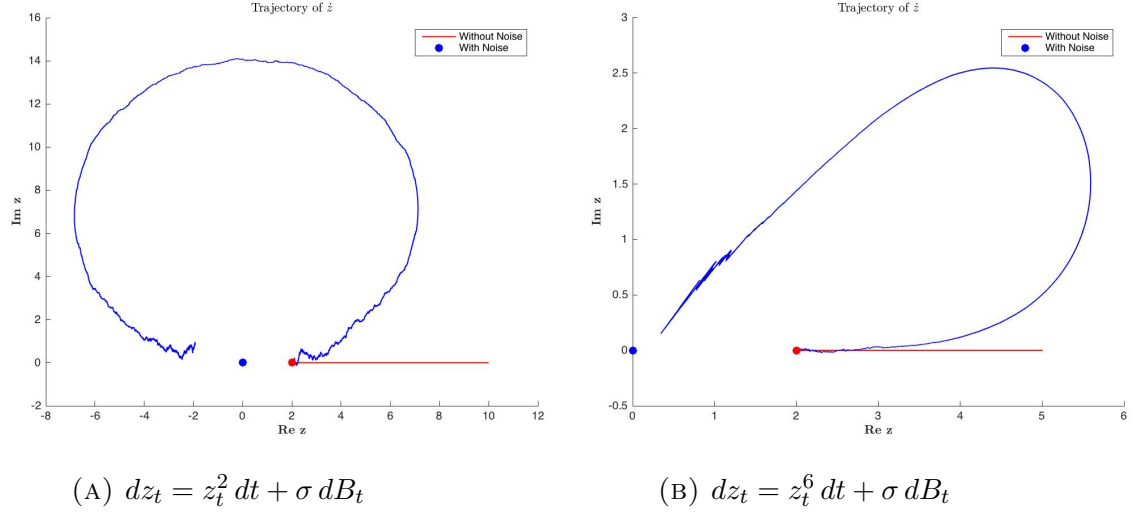 Trajectory of ż
16
14
12
10
8
6
4
2
0
-2
Im z
-8 -6 -4 -2 0 2 4 6 8 10 12
Re z
Without Noise
With Noise
(A) dz_t = z_t^2 dt + σ dB_t
Trajectory of ż
3
2.5
2
1.5
1
0.5
0
-0.5
Im z
0 1 2 3 4 5 6
Re z
Without Noise
With Noise
(B) dz_t = z_t^6 dt + σ dB_t